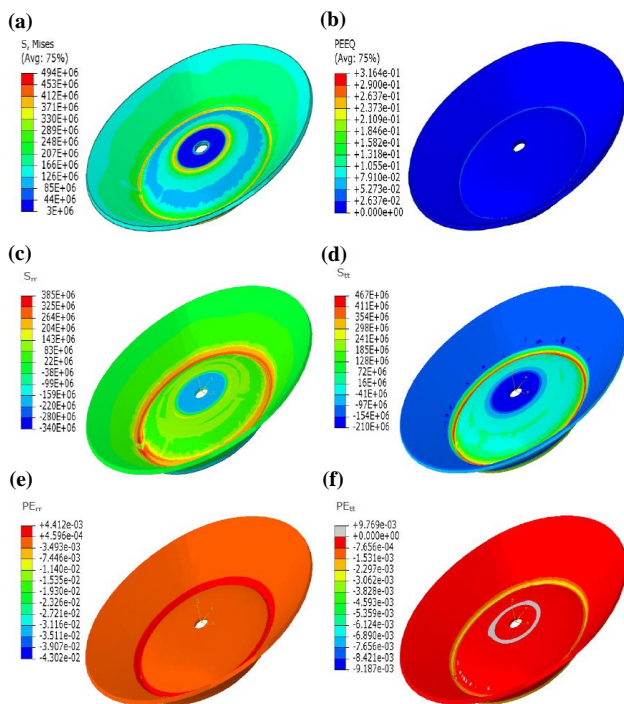 (a)
S, Mises
(Avg: 75%)
494E+06
453E+06
412E+06
371E+06
330E+06
289E+06
248E+06
207E+06
166E+06
126E+06
85E+06
44E+06
3E+06
(b)
PEEQ
(Avg: 75%)
+3.164e-01
+2.900e-01
+2.637e-01
+2.373e-01
+2.109e-01
+1.846e-01
+1.582e-01
+1.318e-01
+1.055e-01
+7.910e-02
+5.273e-02
+2.637e-02
+0.000e+00
(c)
Srr
385E+06
325E+06
264E+06
204E+06
143E+06
83E+06
22E+06
-38E+06
-99E+06
-159E+06
-220E+06
-280E+06
-340E+06
(d)
Stt
467E+06
411E+06
354E+06
298E+06
241E+06
185E+06
128E+06
72E+06
16E+06
-41E+06
-97E+06
-154E+06
-210E+06
(e)
PErr
+4.412e-03
+4.596e-04
-3.493e-03
-7.446e-03
-1.140e-02
-1.535e-02
-1.930e-02
-2.326e-02
-2.721e-02
-3.116e-02
-3.511e-02
-3.907e-02
-4.302e-02
(f)
PEtt
+9.769e-03
+0.000e+00
-7.656e-04
-1.531e-03
-2.297e-03
-3.062e-03
-3.828e-03
-4.593e-03
-5.359e-03
-6.124e-03
-6.890e-03
-7.656e-03
-8.421e-03
-9.187e-03